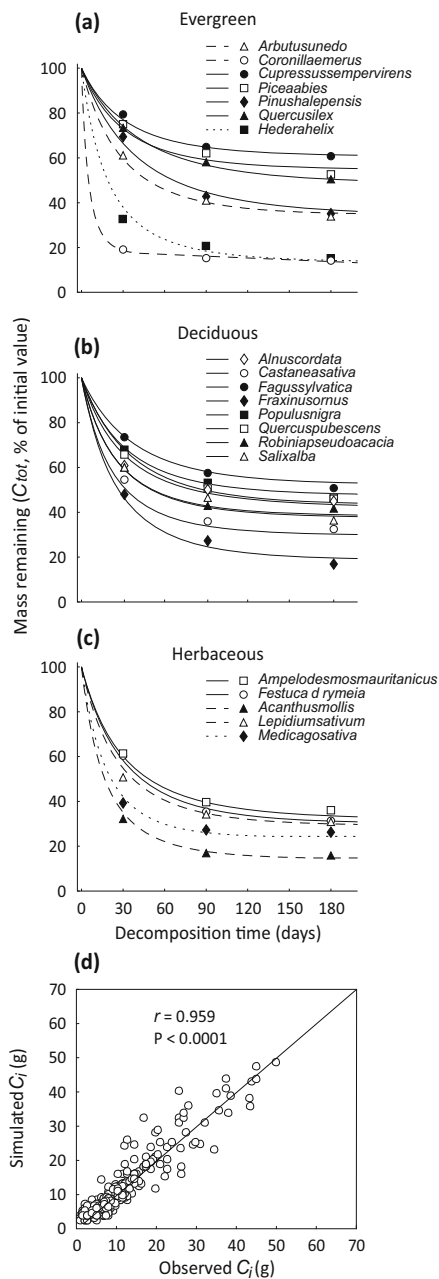 (a)
Evergreen
Arbutusunedo
Coronillaemerus
Cupressussempervirens
Piceaabies
Pinushalepensis
Quercusilex
Hederahelix
100
80
60
40
20
0
(b)
Deciduous
Alnuscordata
Castaneasativa
Fagussylvatica
Fraxinusornus
Populusnigra
Quercuspubescens
Robiniapseudoacacia
Salixalba
100
80
60
40
20
0
Mass remaining (Ctot, % of initial value)
(c)
Herbaceous
Ampelodesmosmauritanicus
Festuca d rymeia
Acanthusmollis
Lepidiumsativum
Medicagosativa
100
80
60
40
20
0
0 30 60 90 120 150 180
Decomposition time (days)
(d)
r = 0.959
P < 0.0001
70
60
50
40
30
20
10
0
Simulated Ci (g)
0 10 20 30 40 50 60 70
Observed Ci (g)